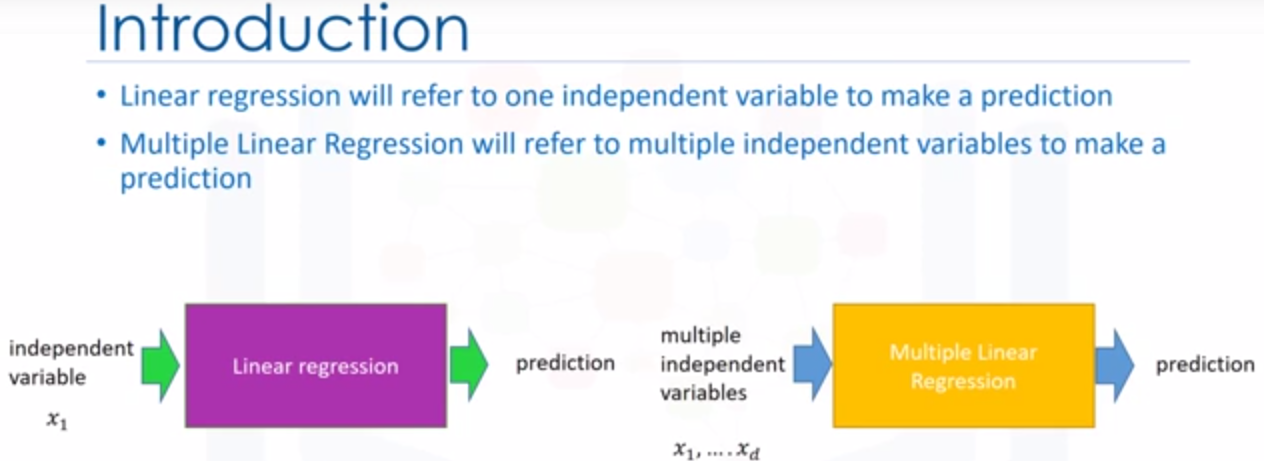 Introduction
• Linear regression will refer to one independent variable to make a prediction
• Multiple Linear Regression will refer to multiple independent variables to make a
prediction
independent
variable
x₁
Linear regression
prediction
multiple
independent
variables
x₁, ... . x_d
Multiple Linear
Regression
prediction